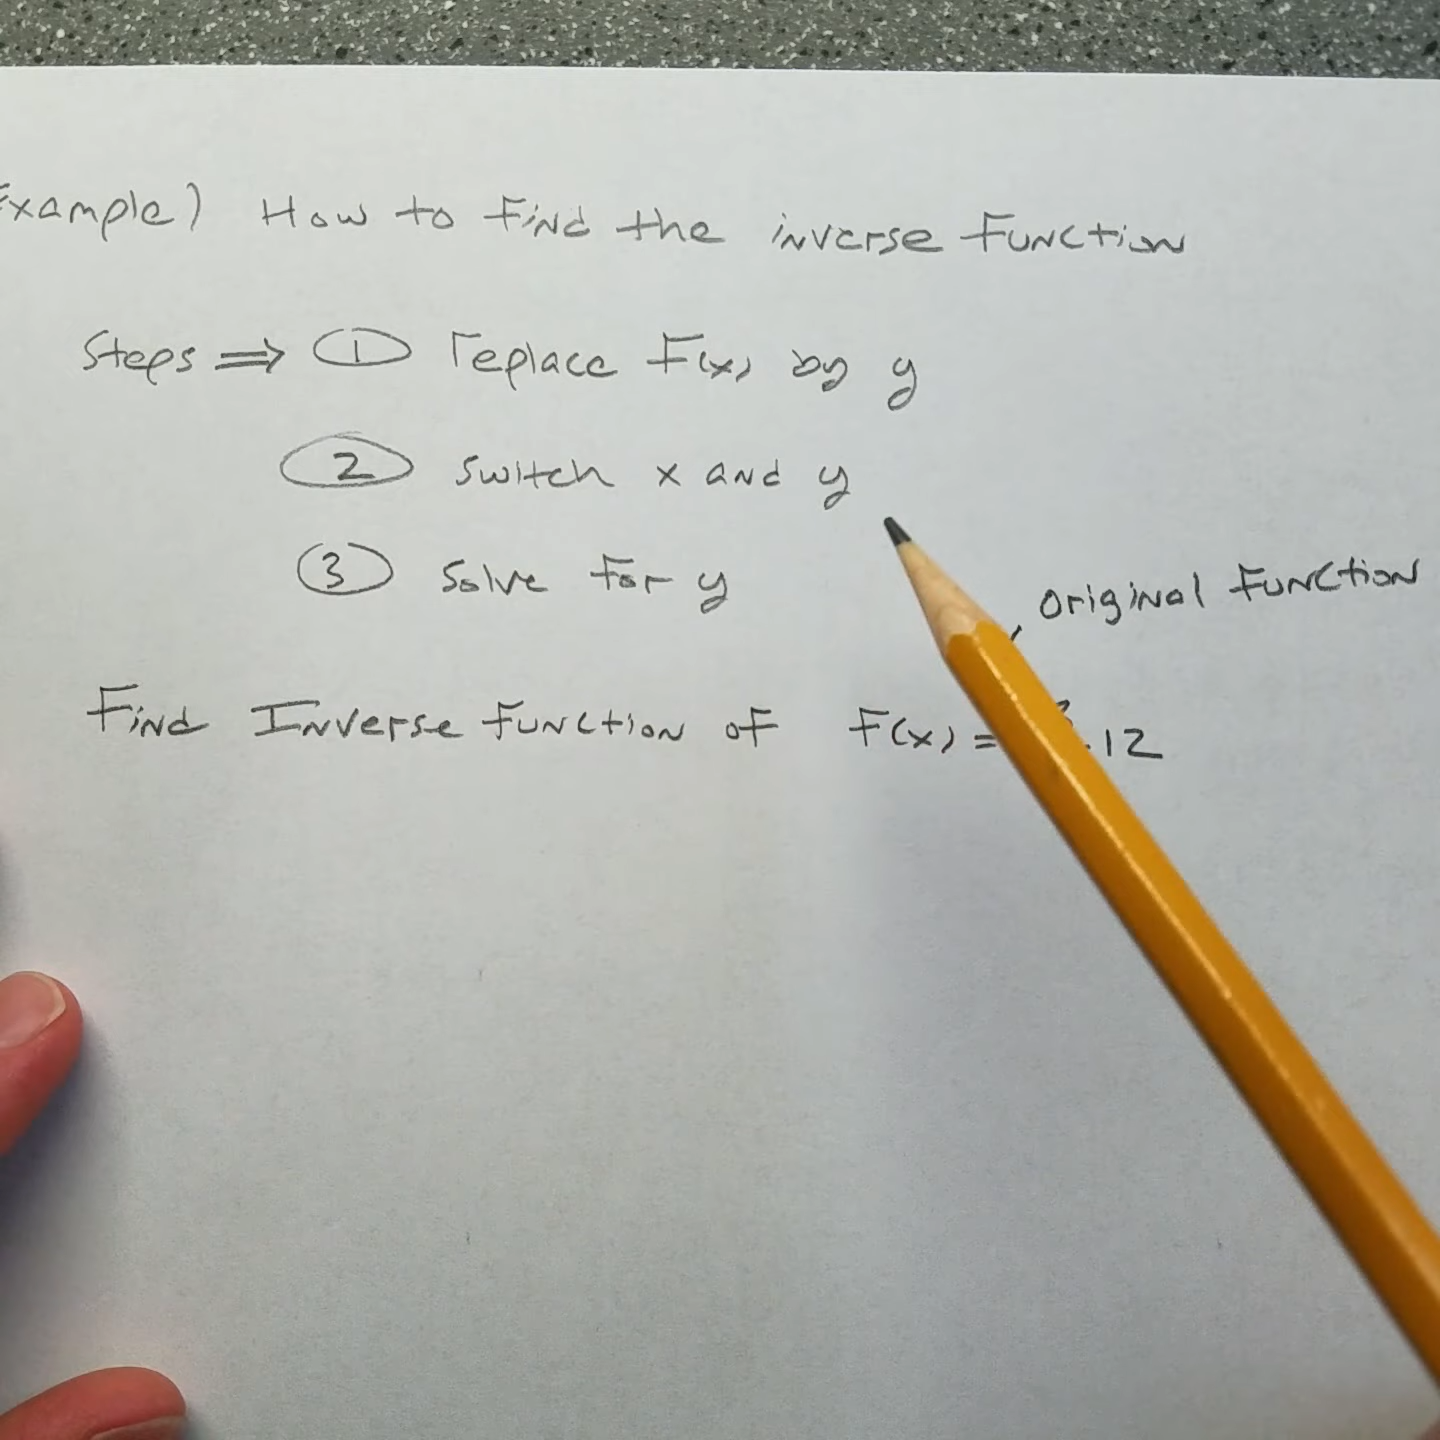 Example) How to find the inverse function
Steps ⇒ ① replace F(x) by y
② switch x and y
③ solve for y
original function
Find Inverse function of F(x) = 12